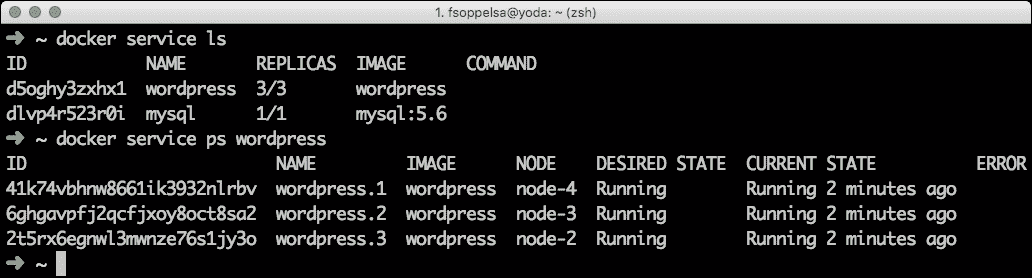 1. fsoppelsa@yoda: ~ (zsh)
➜ ~ docker service ls
ID NAME REPLICAS IMAGE COMMAND
d5oghy3zxhx1 wordpress 3/3 wordpress
dlvp4r523r0i mysql 1/1 mysql:5.6
➜ ~ docker service ps wordpress
ID NAME IMAGE NODE DESIRED STATE CURRENT STATE ERROR
41k74vbhnw8661ik3932nlrbv wordpress.1 wordpress node-4 Running Running 2 minutes ago
6ghgavpfj2qcfjxoy8oct8sa2 wordpress.2 wordpress node-3 Running Running 2 minutes ago
2t5rx6egnwl3mwnze76s1jy3o wordpress.3 wordpress node-2 Running Running 2 minutes ago
➜ ~